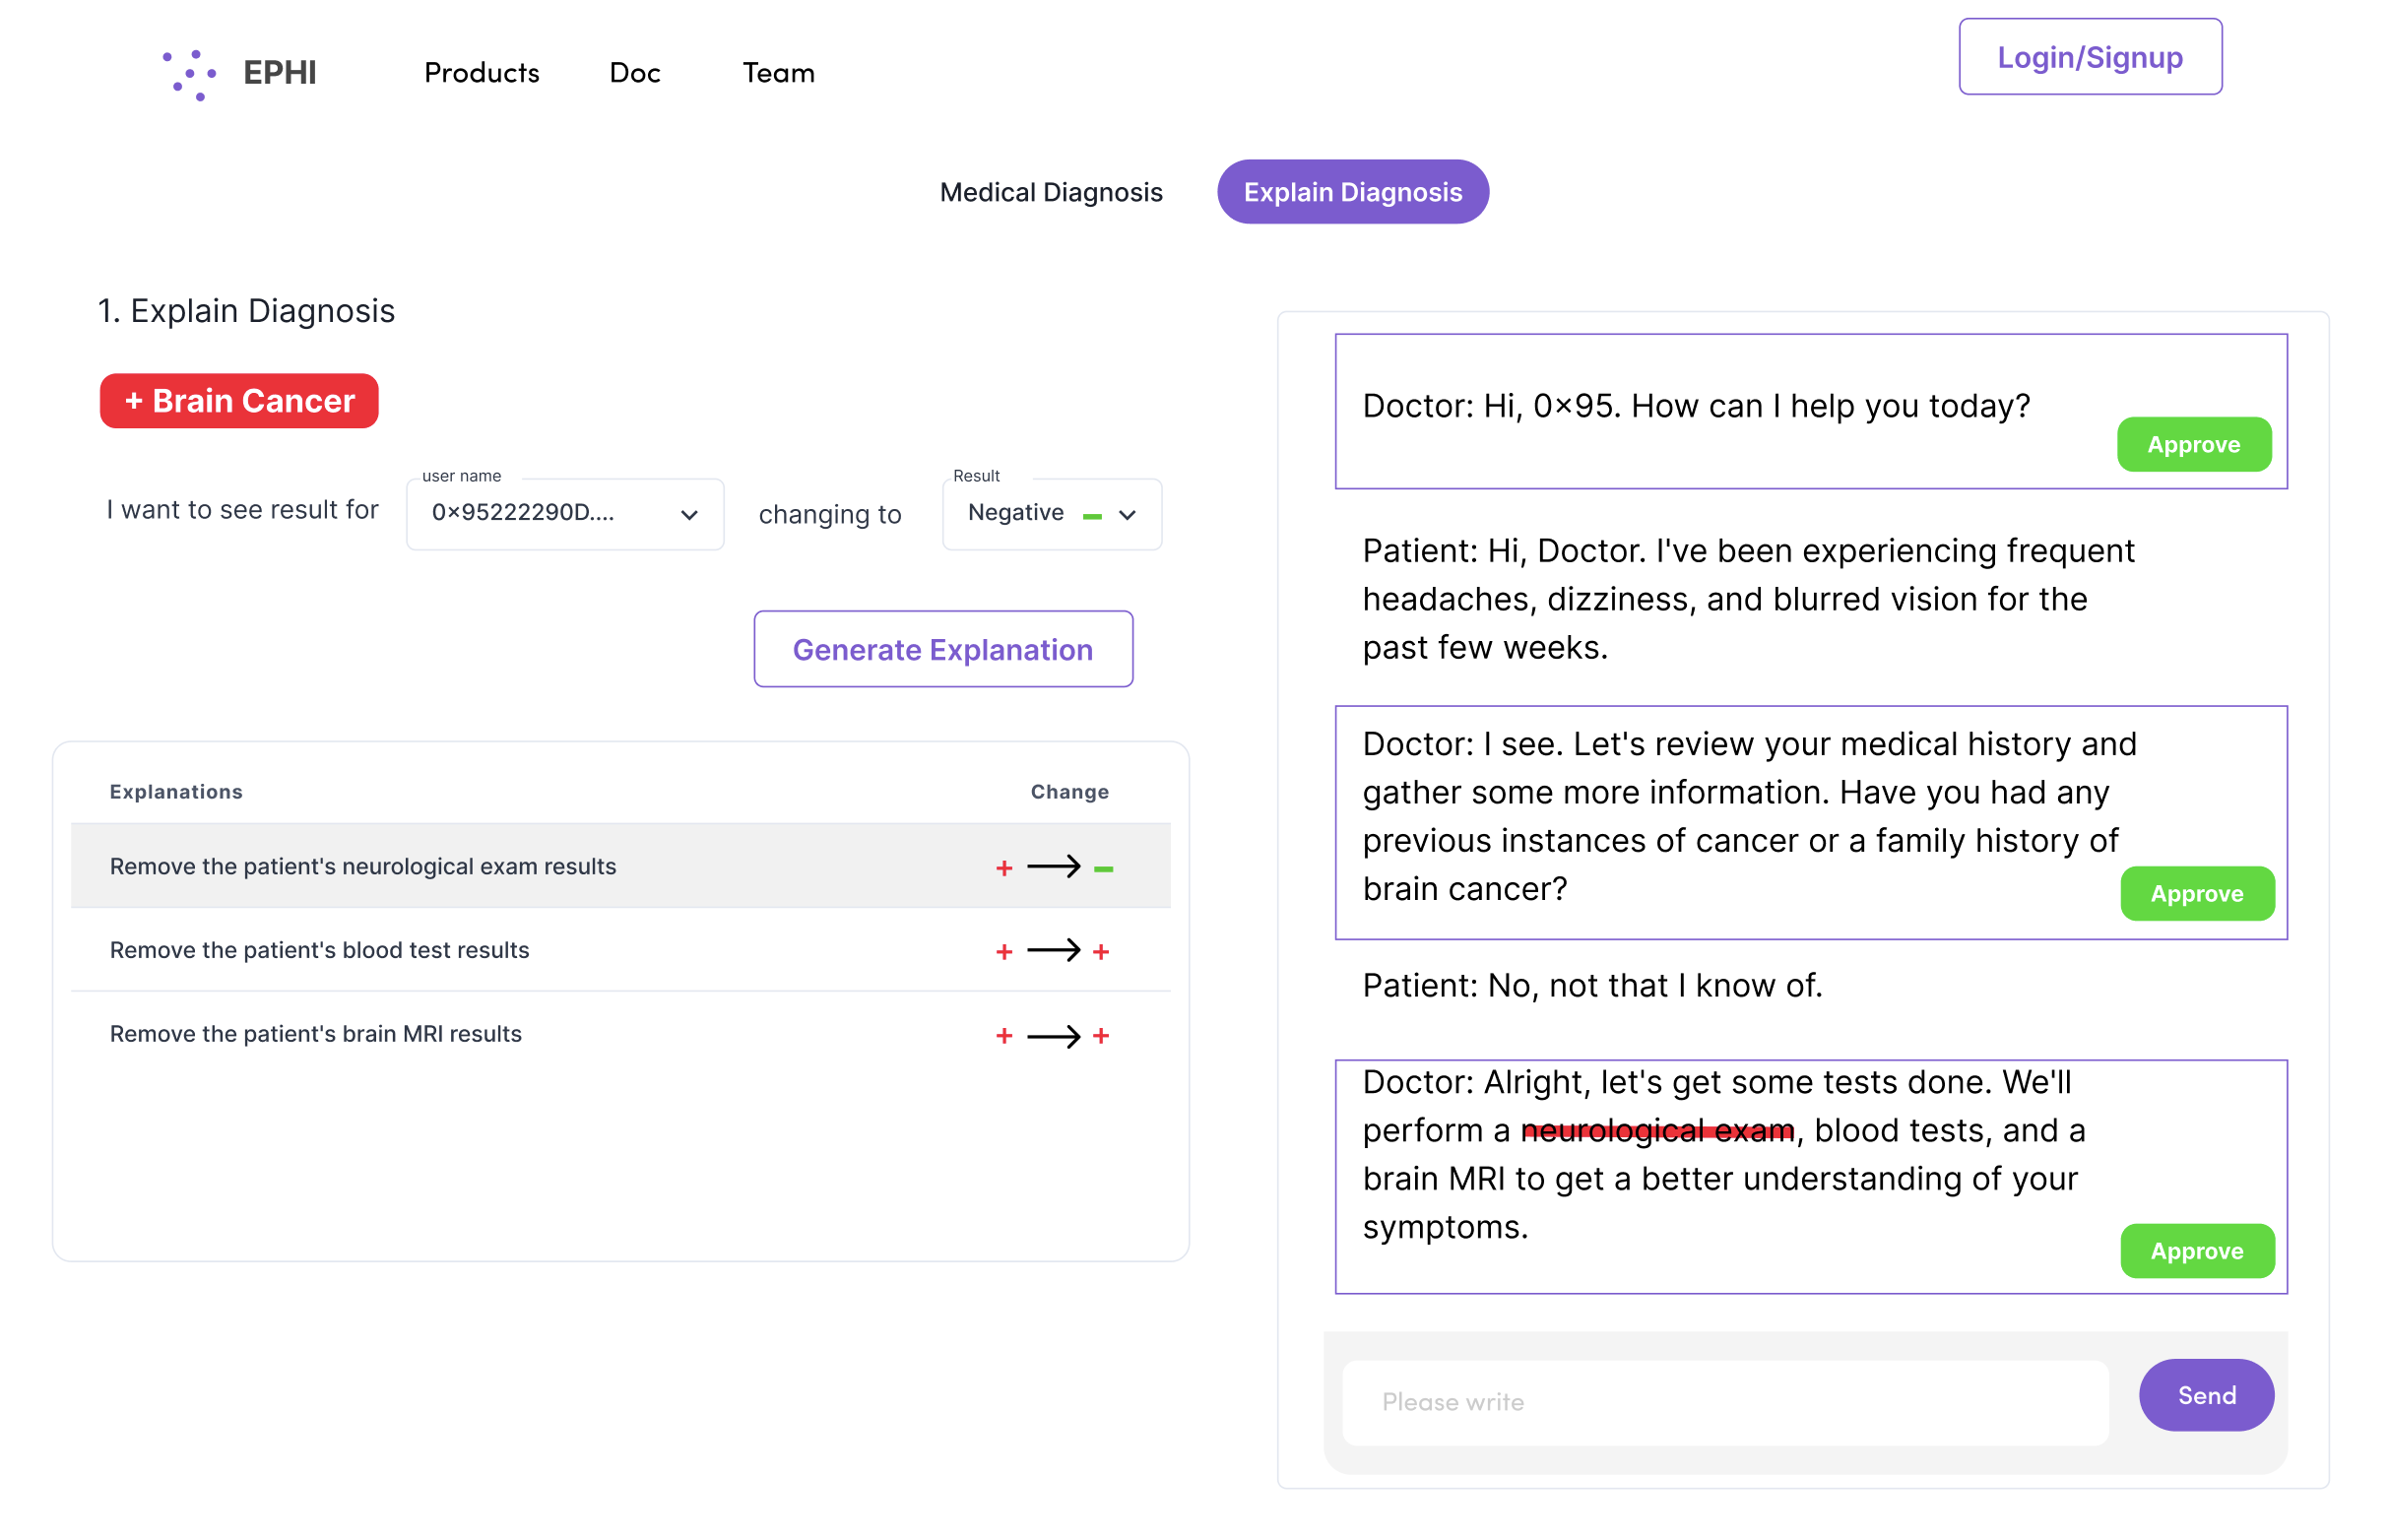 EPHI
Products
Doc
Team
Login/Signup
Medical Diagnosis
Explain Diagnosis
1. Explain Diagnosis
+ Brain Cancer
I want to see result for
user name
0×95222290D....
changing to
Result
Negative
Generate Explanation
Explanations
Change
Remove the patient's neurological exam results
+ → −
Remove the patient's blood test results
+ → +
Remove the patient's brain MRI results
+ → +
Doctor: Hi, 0×95. How can I help you today?
Approve
Patient: Hi, Doctor. I've been experiencing frequent
headaches, dizziness, and blurred vision for the
past few weeks.
Doctor: I see. Let's review your medical history and
gather some more information. Have you had any
previous instances of cancer or a family history of
brain cancer?
Approve
Patient: No, not that I know of.
Doctor: Alright, let's get some tests done. We'll
perform a neurological exam, blood tests, and a
brain MRI to get a better understanding of your
symptoms.
Approve
Please write
Send